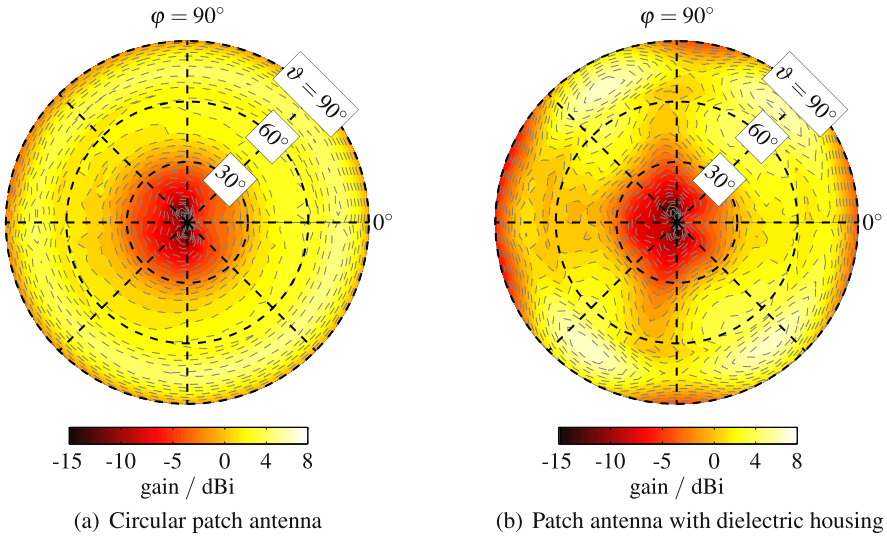 φ = 90°
ϑ = 90°
60°
30°
0°
-15 -10 -5 0 4 8
gain / dBi
(a) Circular patch antenna
φ = 90°
ϑ = 90°
60°
30°
0°
-15 -10 -5 0 4 8
gain / dBi
(b) Patch antenna with dielectric housing